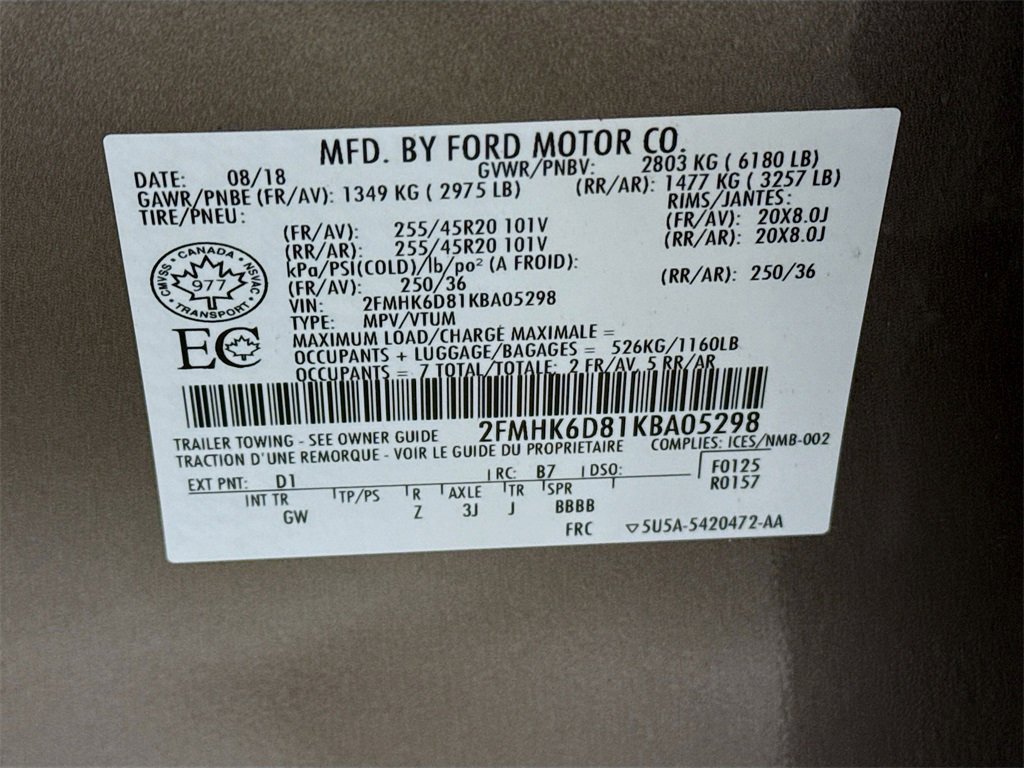 MFD. BY FORD MOTOR CO.
DATE: 08/18 GVWR/PNBV: 2803 KG ( 6180 LB)
GAWR/PNBE (FR/AV): 1349 KG ( 2975 LB) (RR/AR): 1477 KG ( 3257 LB)
TIRE/PNEU: RIMS/JANTES:
(FR/AV): 255/45R20 101V (FR/AV): 20X8.0J
(RR/AR): 255/45R20 101V (RR/AR): 20X8.0J
kPa/PSI(COLD)/lb/po² (A FROID):
(FR/AV): 250/36 (RR/AR): 250/36
VIN: 2FMHK6D81KBA05298
TYPE: MPV/VTUM
MAXIMUM LOAD/CHARGE MAXIMALE =
OCCUPANTS + LUGGAGE/BAGAGES = 526KG/1160LB
OCCUPANTS = 7 TOTAL/TOTALE: 2 FR/AV, 5 RR/AR
CANADA
CMVSS 977 NSVAC
TRANSPORT
EC
2FMHK6D81KBA05298
TRAILER TOWING - SEE OWNER GUIDE
TRACTION D'UNE REMORQUE - VOIR LE GUIDE DU PROPRIETAIRE COMPLIES: ICES/NMB-002
EXT PNT: D1 RC: B7 DSO: F0125
INT TR TP/PS R AXLE TR SPR R0157
GW Z 3J J BBBB
FRC ▽5U5A-5420472-AA